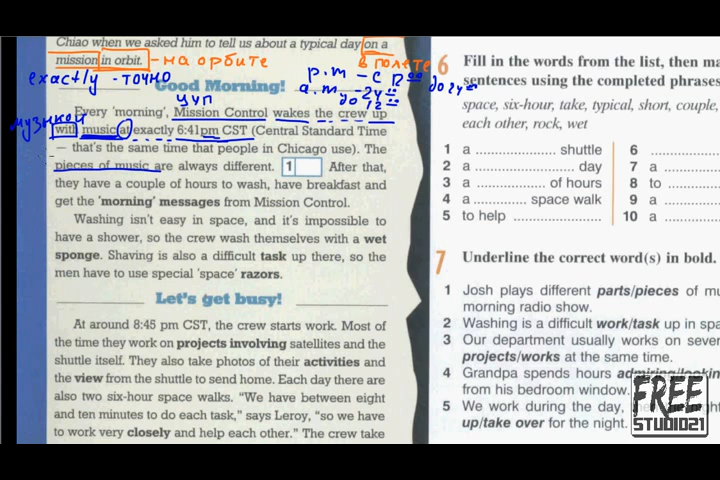 Chiao when we asked him to tell us about a typical day on a
mission in orbit. - на орбите
в полете
exactly - точно
p.m - с 12 00 до 24 00
Good Morning!
a.m. - 24 00 до 12 00
ЦУП
музыкой
Every 'morning', Mission Control wakes the crew up
with music at exactly 6:41pm CST (Central Standard Time
– that's the same time that people in Chicago use). The
pieces of music are always different. 1 After that,
they have a couple of hours to wash, have breakfast and
get the 'morning' messages from Mission Control.
Washing isn't easy in space, and it's impossible to
have a shower, so the crew wash themselves with a wet
sponge. Shaving is also a difficult task up there, so the
men have to use special 'space' razors.
Let's get busy!
At around 8:45 pm CST, the crew starts work. Most of
the time they work on projects involving satellites and the
shuttle itself. They also take photos of their activities and
the view from the shuttle to send home. Each day there are
also two six-hour space walks. "We have between eight
and ten minutes to do each task," says Leroy, "so we have
to work very closely and help each other." The crew take
6 Fill in the words from the list, then ma
sentences using the completed phrases
space, six-hour, take, typical, short, couple,
each other, rock, wet
1 a .................. shuttle
2 a .................. day
3 a .................. of hours
4 a .................. space walk
5 to help ..................
6 ..................
7 a ..................
8 to ..................
9 a ..................
10 a ..................
7 Underline the correct word(s) in bold.
1 Josh plays different parts/pieces of mu
morning radio show.
2 Washing is a difficult work/task up in spa
3 Our department usually works on sever
projects/works at the same time.
4 Grandpa spends hours admiring/lookin
from his bedroom window.
5 We work during the day,
up/take over for the night.
FREE
STUDIO21